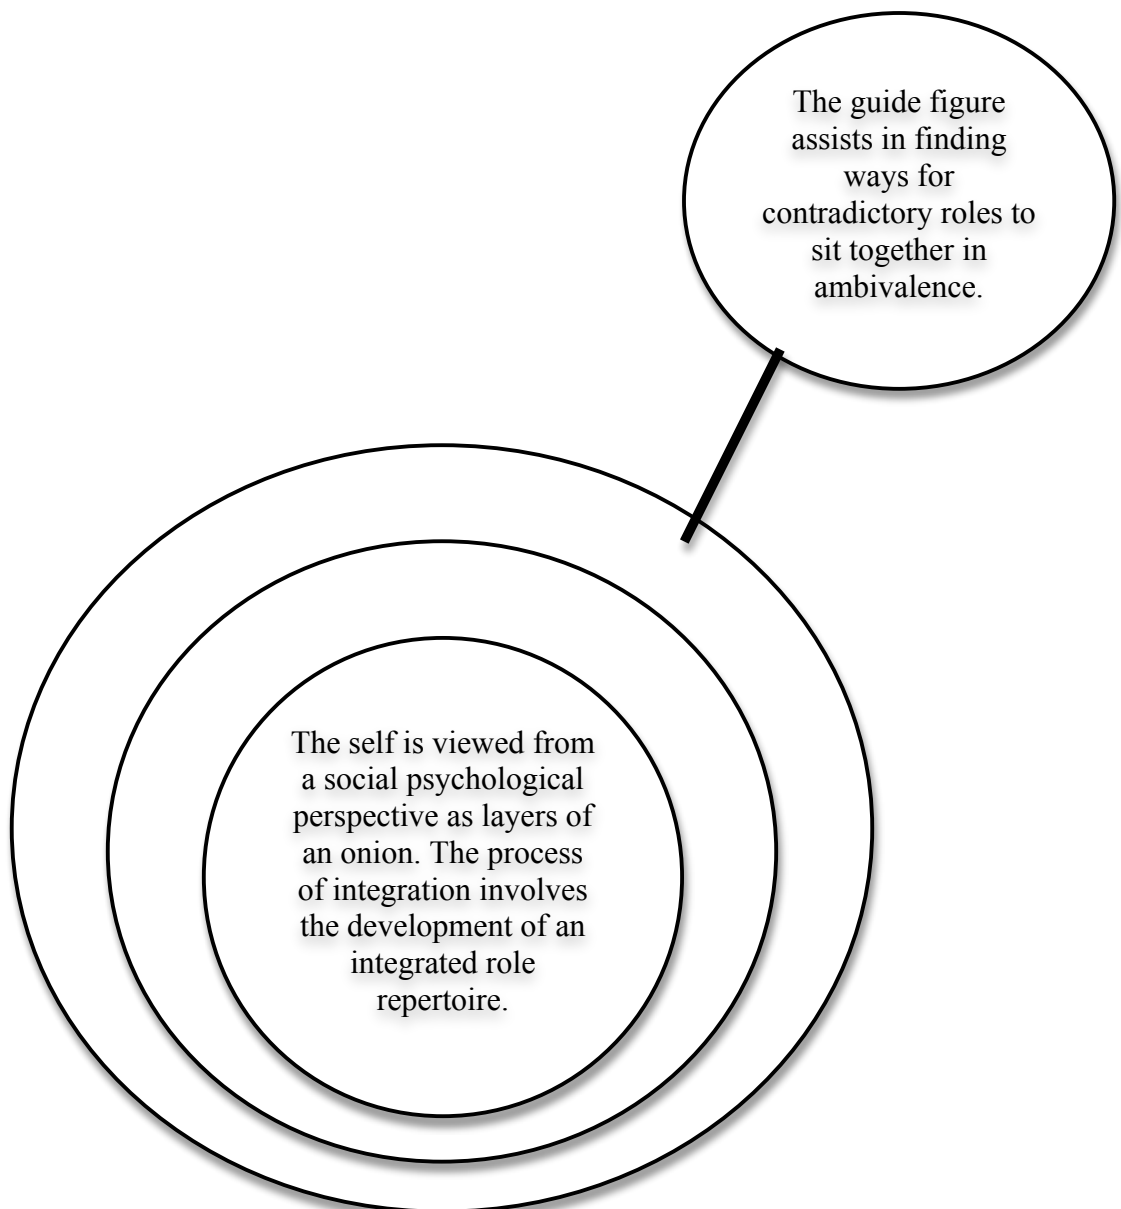 The guide figure
assists in finding
ways for
contradictory roles to
sit together in
ambivalence.
The self is viewed from
a social psychological
perspective as layers of
an onion. The process
of integration involves
the development of an
integrated role
repertoire.